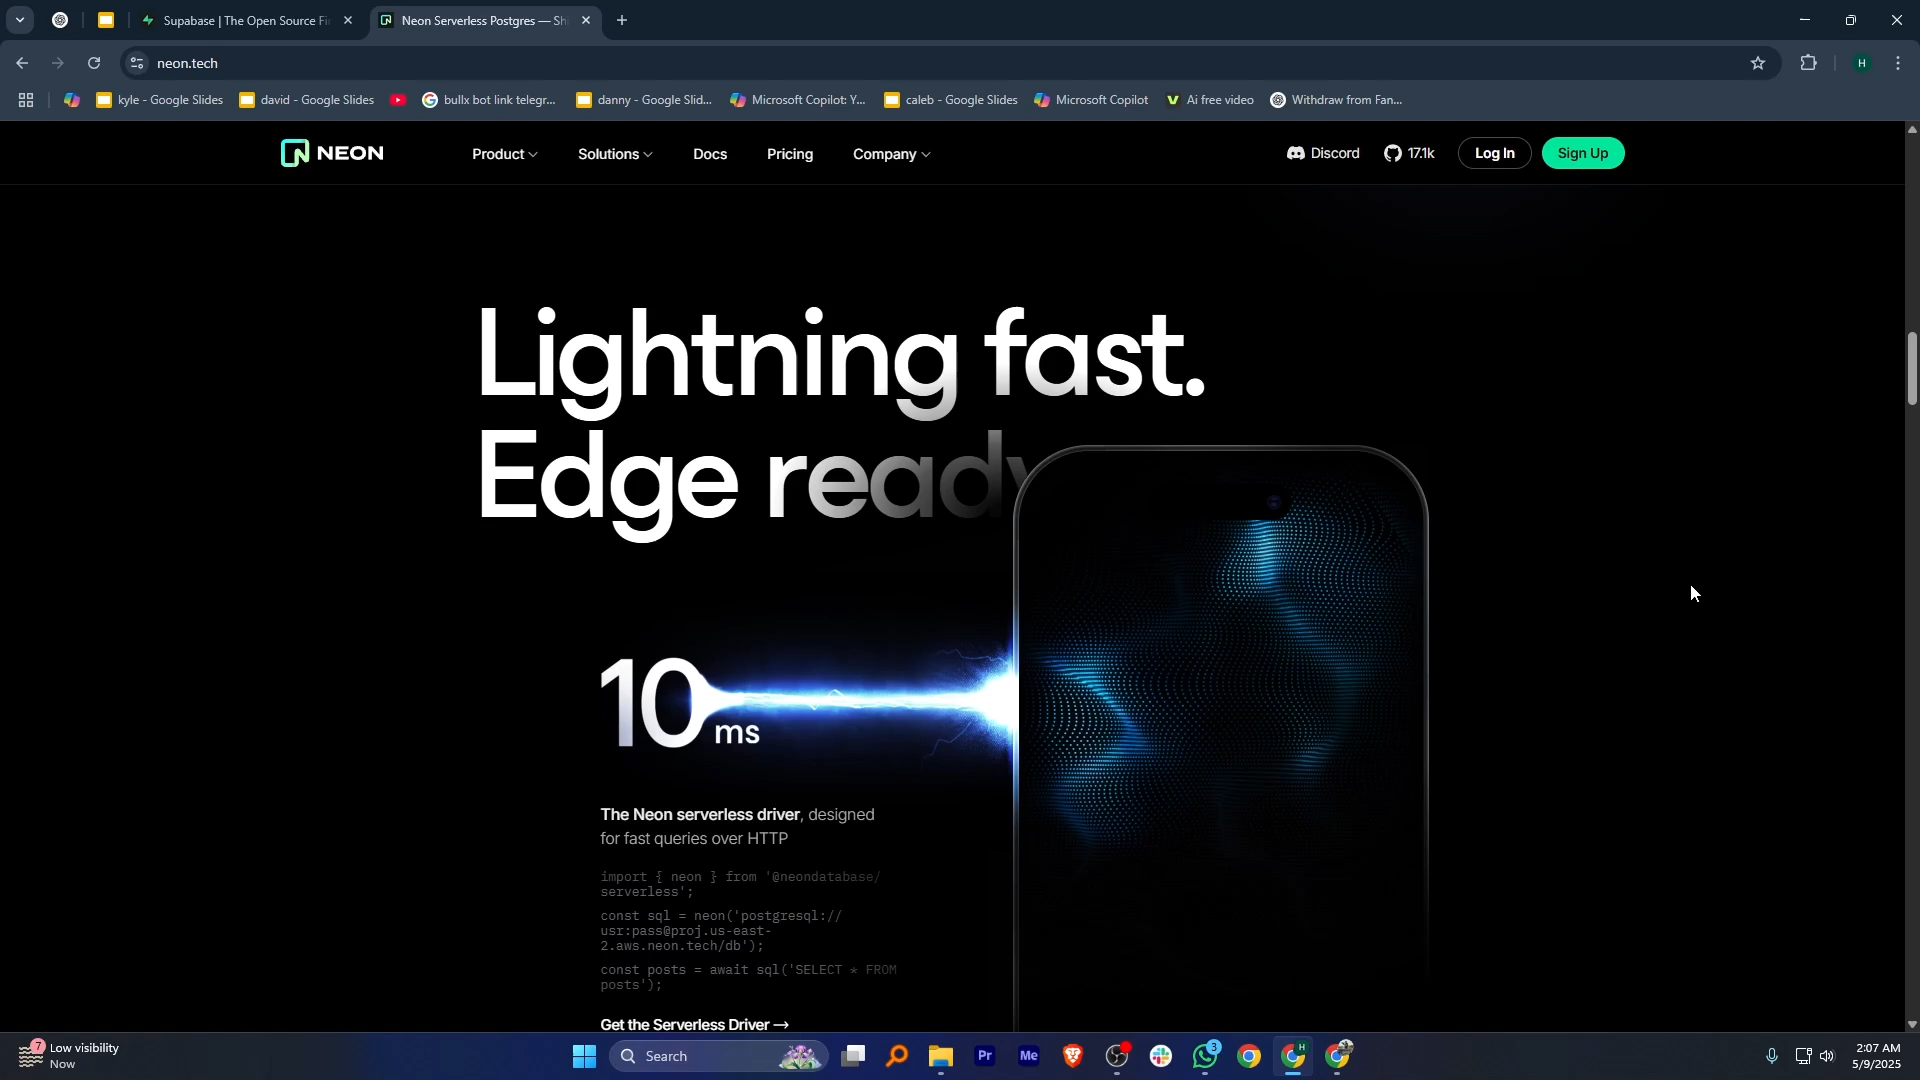 Supabase | The Open Source Fi
Neon Serverless Postgres — Shi
neon.tech
H
kyle - Google Slides
david - Google Slides
bullx bot link telegr...
danny - Google Slid...
Microsoft Copilot: Y...
caleb - Google Slides
Microsoft Copilot
Ai free video
Withdraw from Fan...
NEON
Product
Solutions
Docs
Pricing
Company
Discord
17.1k
Log In
Sign Up
Lightning fast.
Edge ready
10 ms
The Neon serverless driver, designed
for fast queries over HTTP
import { neon } from '@neondatabase/
serverless';
const sql = neon('postgresql://
usr:pass@proj.us-east-
2.aws.neon.tech/db');
const posts = await sql('SELECT * FROM
posts');
Get the Serverless Driver →
7
Low visibility
Now
Search
Pr
Me
3
H
2:07 AM
5/9/2025